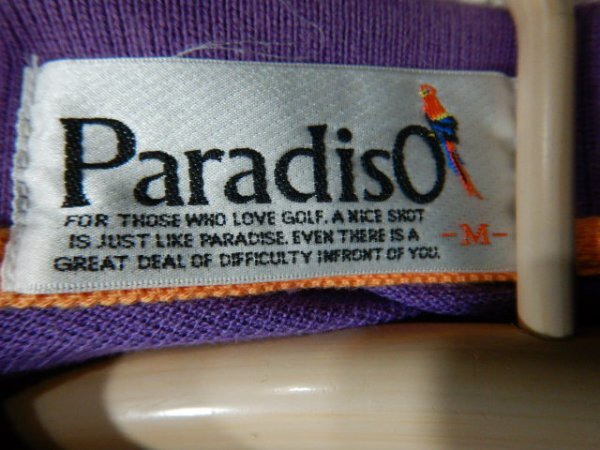 ParadisO
FOR THOSE WHO LOVE GOLF. A NICE SHOT
IS JUST LIKE PARADISE. EVEN THERE IS A
GREAT DEAL OF DIFFICULTY INFRONT OF YOU.
-M-